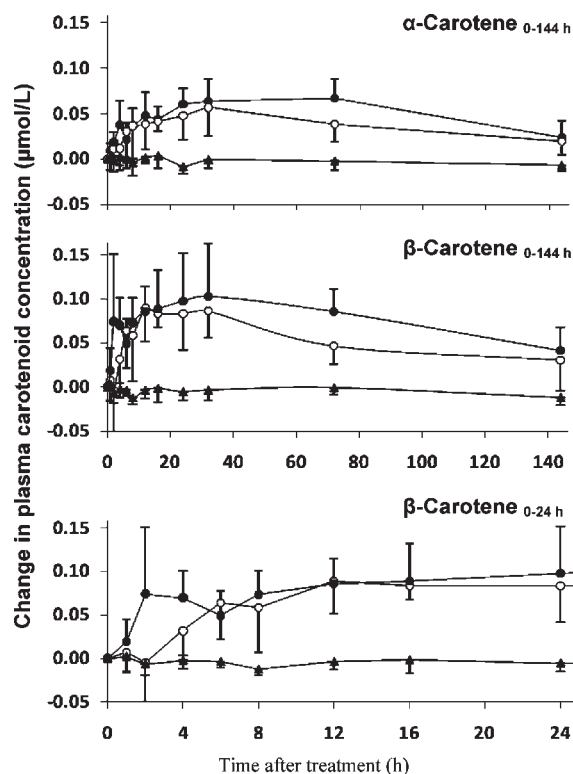 Change in plasma carotenoid concentration (µmol/L)
α-Carotene 0-144 h
0.15
0.10
0.05
0.00
-0.05
β-Carotene 0-144 h
0.15
0.10
0.05
0.00
-0.05
0 20 40 60 80 100 120 140
β-Carotene 0-24 h
0.15
0.10
0.05
0.00
-0.05
0 4 8 12 16 20 24
Time after treatment (h)